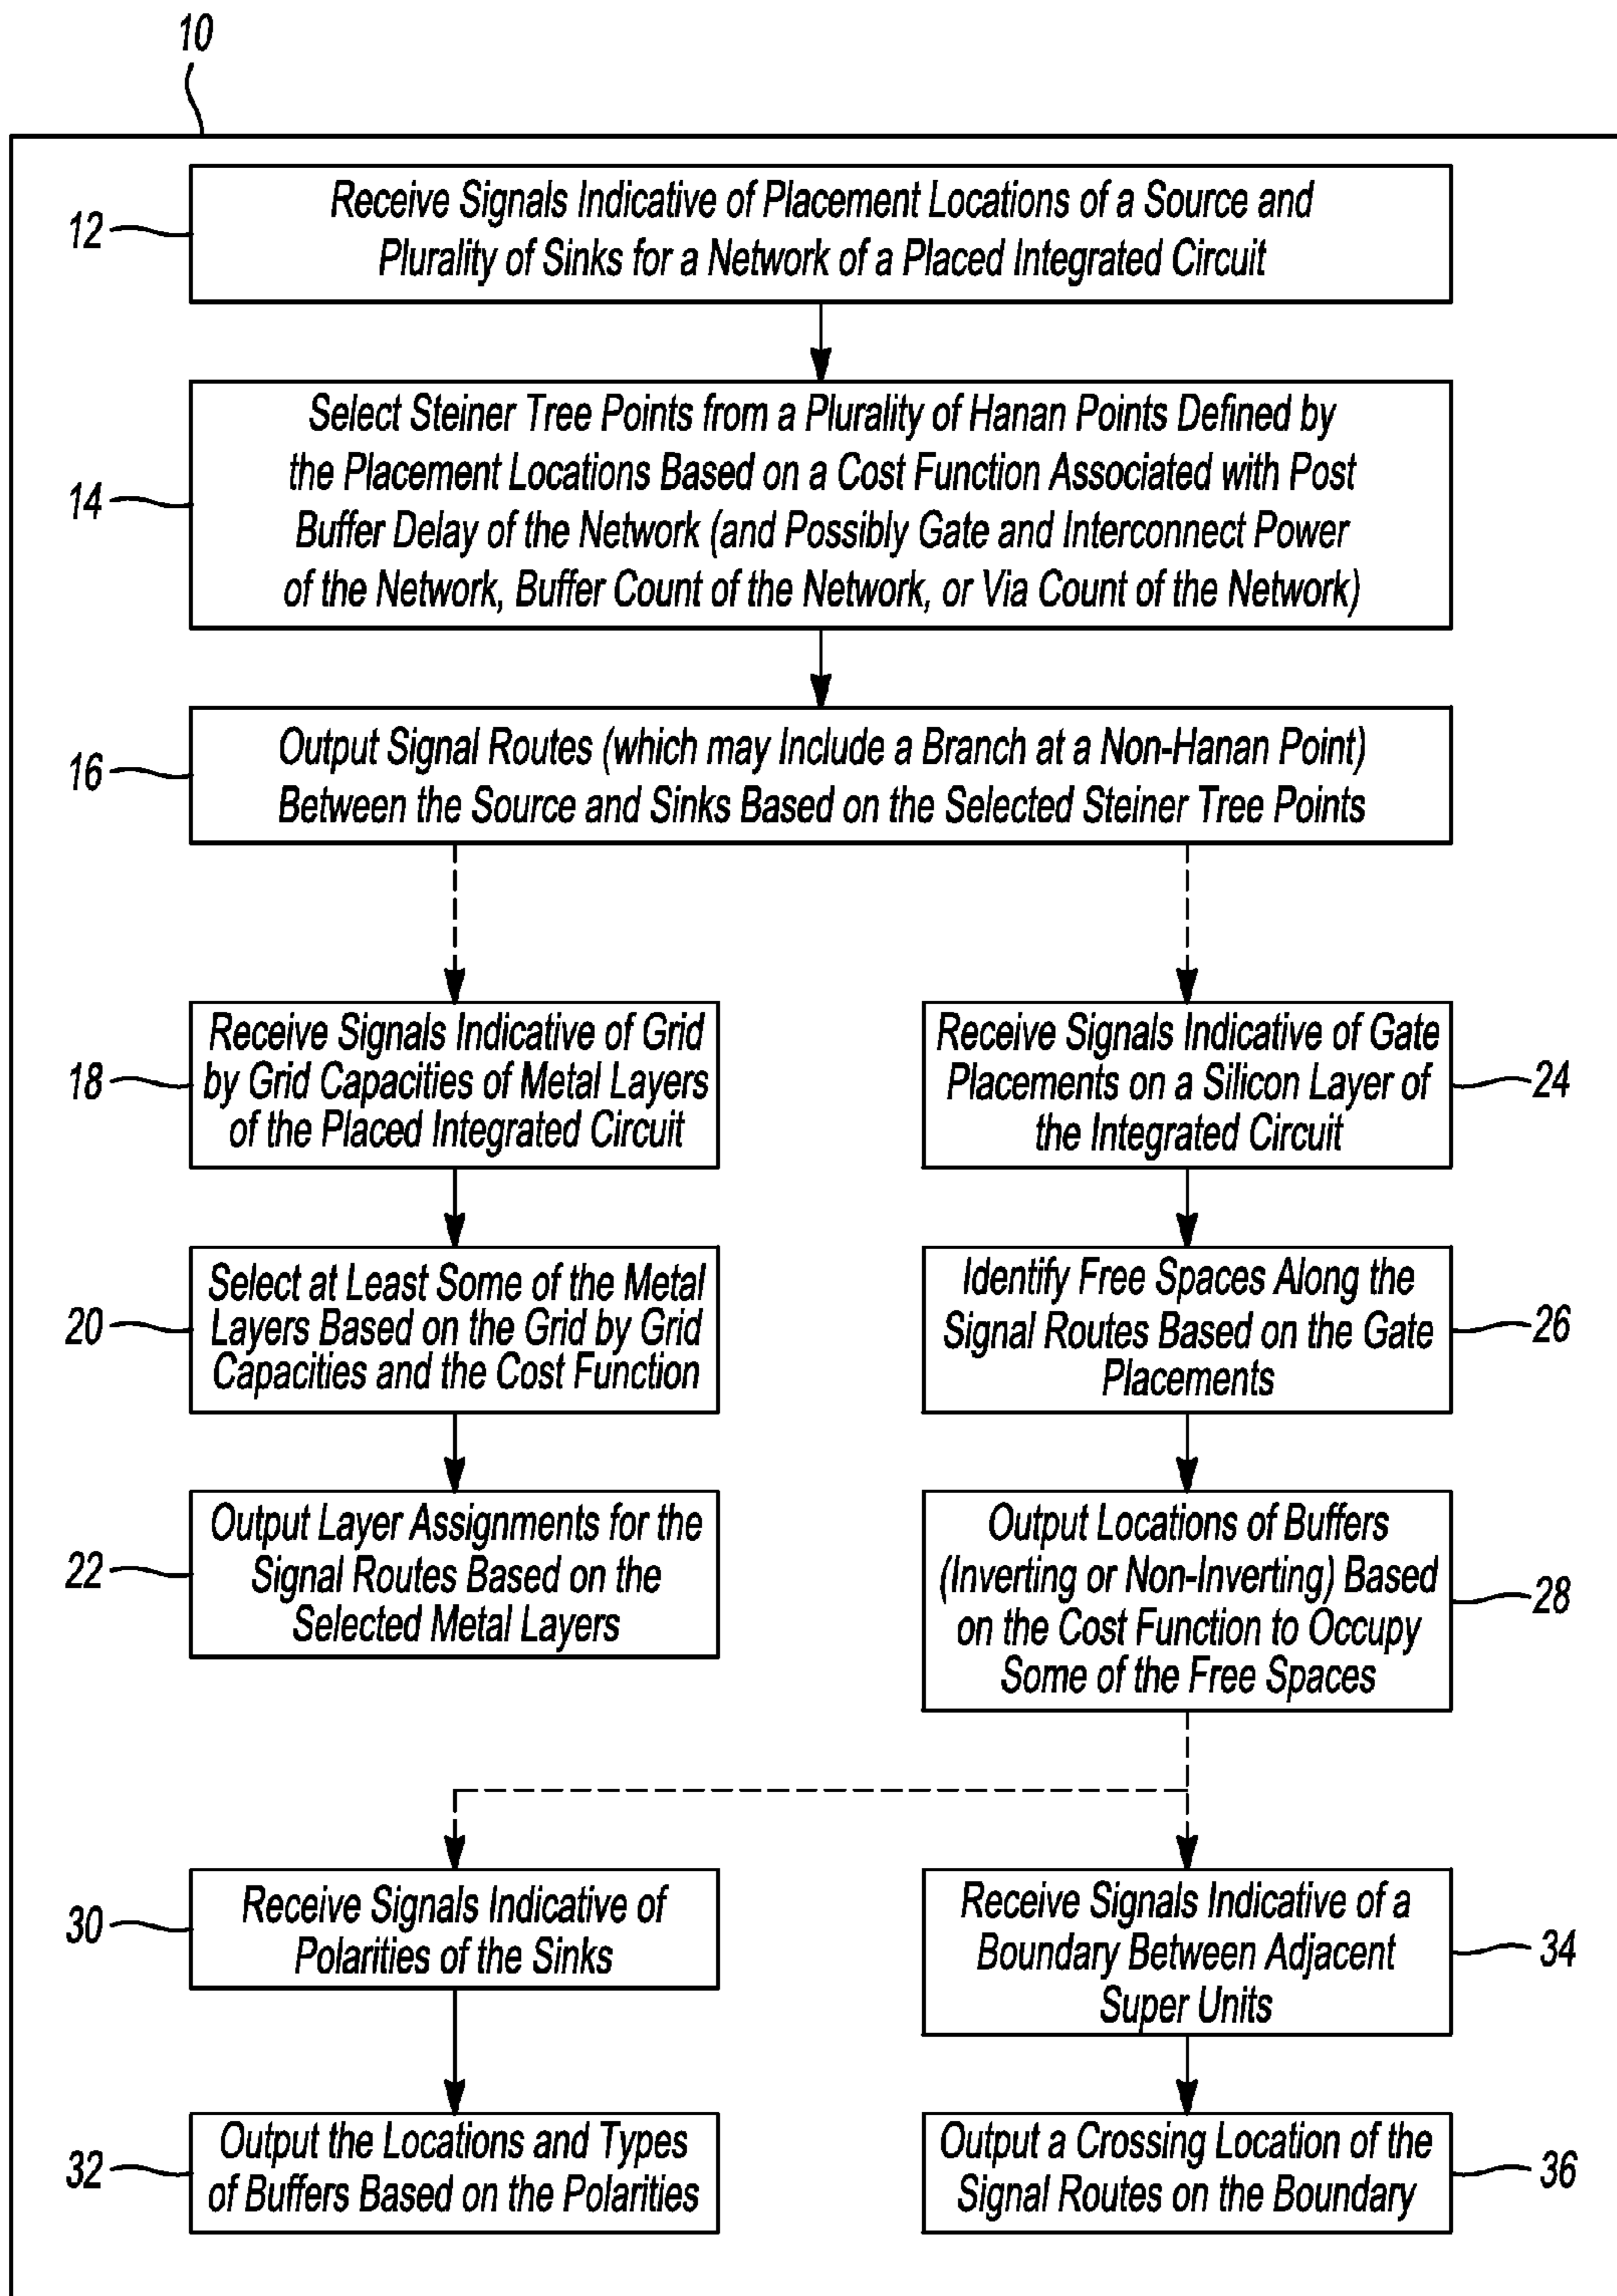 10
12
Receive Signals Indicative of Placement Locations of a Source and
Plurality of Sinks for a Network of a Placed Integrated Circuit
14
Select Steiner Tree Points from a Plurality of Hanan Points Defined by
the Placement Locations Based on a Cost Function Associated with Post
Buffer Delay of the Network (and Possibly Gate and Interconnect Power
of the Network, Buffer Count of the Network, or Via Count of the Network)
16
Output Signal Routes (which may Include a Branch at a Non-Hanan Point)
Between the Source and Sinks Based on the Selected Steiner Tree Points
18
Receive Signals Indicative of Grid
by Grid Capacities of Metal Layers
of the Placed Integrated Circuit
20
Select at Least Some of the Metal
Layers Based on the Grid by Grid
Capacities and the Cost Function
22
Output Layer Assignments for the
Signal Routes Based on the
Selected Metal Layers
Receive Signals Indicative of Gate
Placements on a Silicon Layer of
the Integrated Circuit
24
Identify Free Spaces Along the
Signal Routes Based on the Gate
Placements
26
Output Locations of Buffers
(Inverting or Non-Inverting) Based
on the Cost Function to Occupy
Some of the Free Spaces
28
30
Receive Signals Indicative of
Polarities of the Sinks
32
Output the Locations and Types
of Buffers Based on the Polarities
Receive Signals Indicative of a
Boundary Between Adjacent
Super Units
34
Output a Crossing Location of the
Signal Routes on the Boundary
36